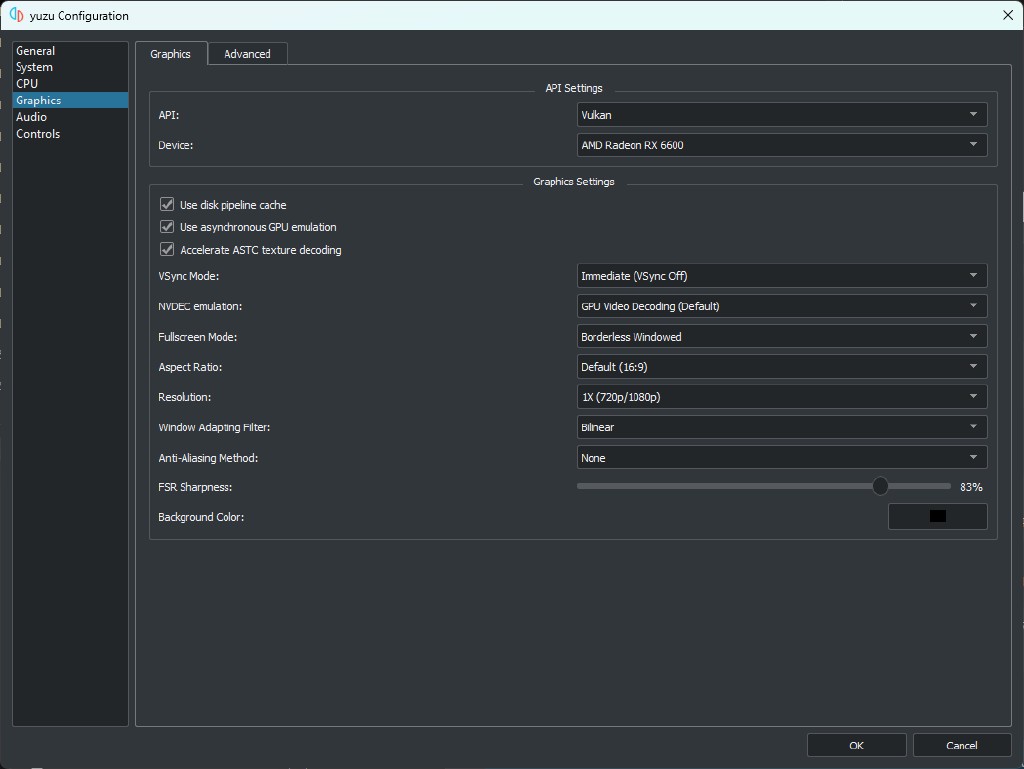 yuzu Configuration
General
System
CPU
Graphics
Audio
Controls
Graphics Advanced
API Settings
API: Vulkan
Device: AMD Radeon RX 6600
Graphics Settings
Use disk pipeline cache
Use asynchronous GPU emulation
Accelerate ASTC texture decoding
VSync Mode: Immediate (VSync Off)
NVDEC emulation: GPU Video Decoding (Default)
Fullscreen Mode: Borderless Windowed
Aspect Ratio: Default (16:9)
Resolution: 1X (720p/1080p)
Window Adapting Filter: Bilinear
Anti-Aliasing Method: None
FSR Sharpness: 83%
Background Color:
OK Cancel